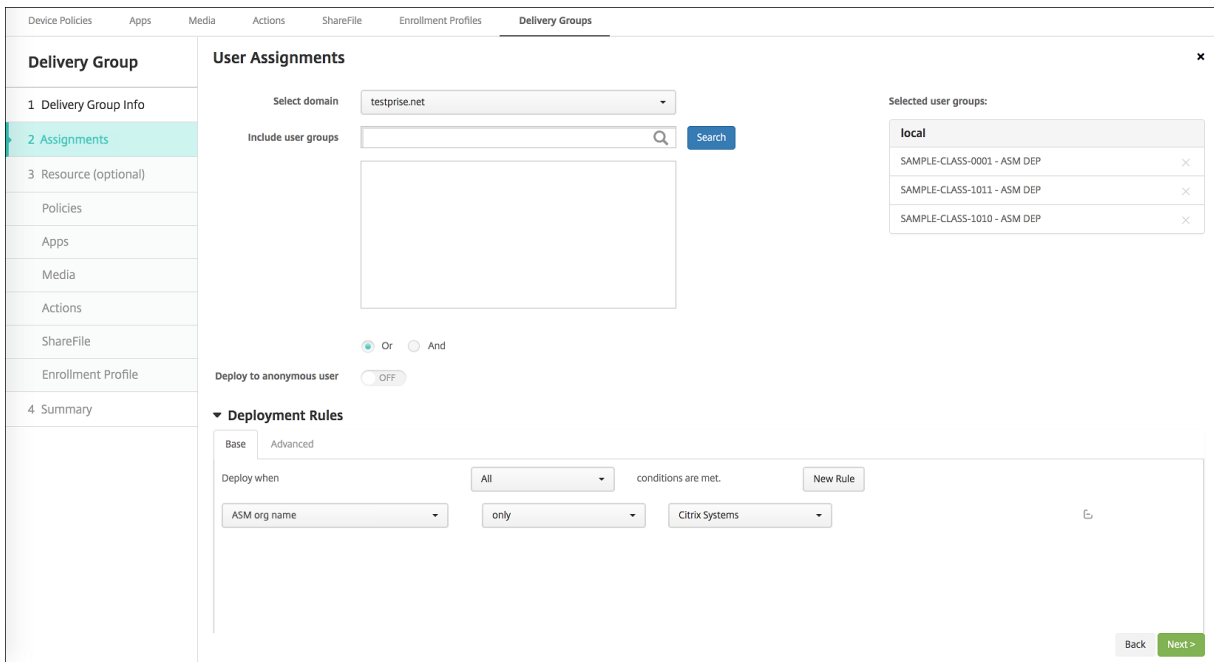 Device Policies Apps Media Actions ShareFile Enrollment Profiles Delivery Groups
Delivery Group
1 Delivery Group Info
2 Assignments
3 Resource (optional)
Policies
Apps
Media
Actions
ShareFile
Enrollment Profile
4 Summary
User Assignments
Select domain testprise.net
Include user groups Search
Or And
Deploy to anonymous user OFF
Selected user groups:
local
SAMPLE-CLASS-0001 - ASM DEP
SAMPLE-CLASS-1011 - ASM DEP
SAMPLE-CLASS-1010 - ASM DEP
Deployment Rules
Base Advanced
Deploy when All conditions are met. New Rule
ASM org name only Citrix Systems
Back Next >